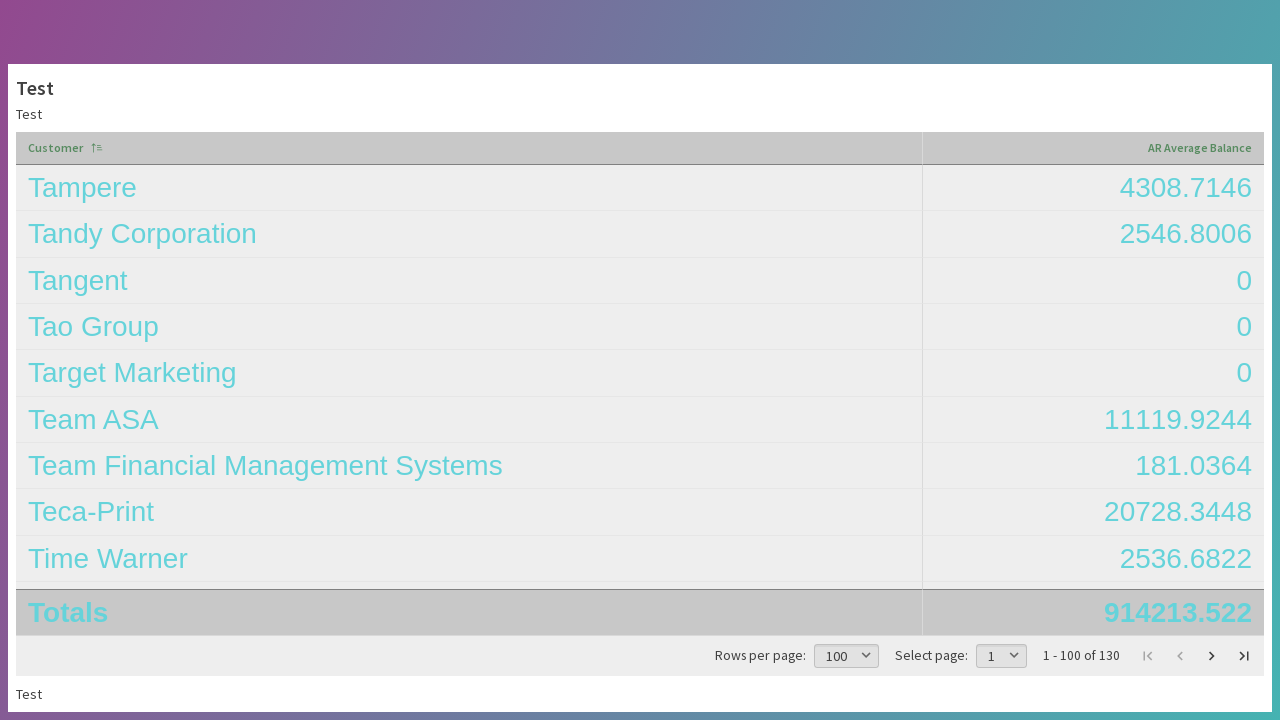 Test
Test
Customer AR Average Balance
Tampere 4308.7146
Tandy Corporation 2546.8006
Tangent 0
Tao Group 0
Target Marketing 0
Team ASA 11119.9244
Team Financial Management Systems 181.0364
Teca-Print 20728.3448
Time Warner 2536.6822
Totals 914213.522
Rows per page: 100 Select page: 1 1 - 100 of 130
Test